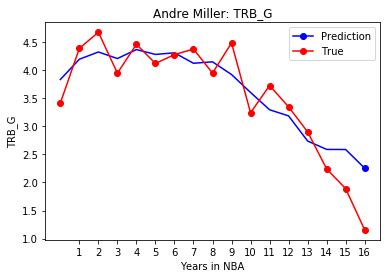 Andre Miller: TRB_G
Prediction
True
4.5
4.0
3.5
3.0
2.5
2.0
1.5
1.0
TRB_G
1 2 3 4 5 6 7 8 9 10 11 12 13 14 15 16
Years in NBA